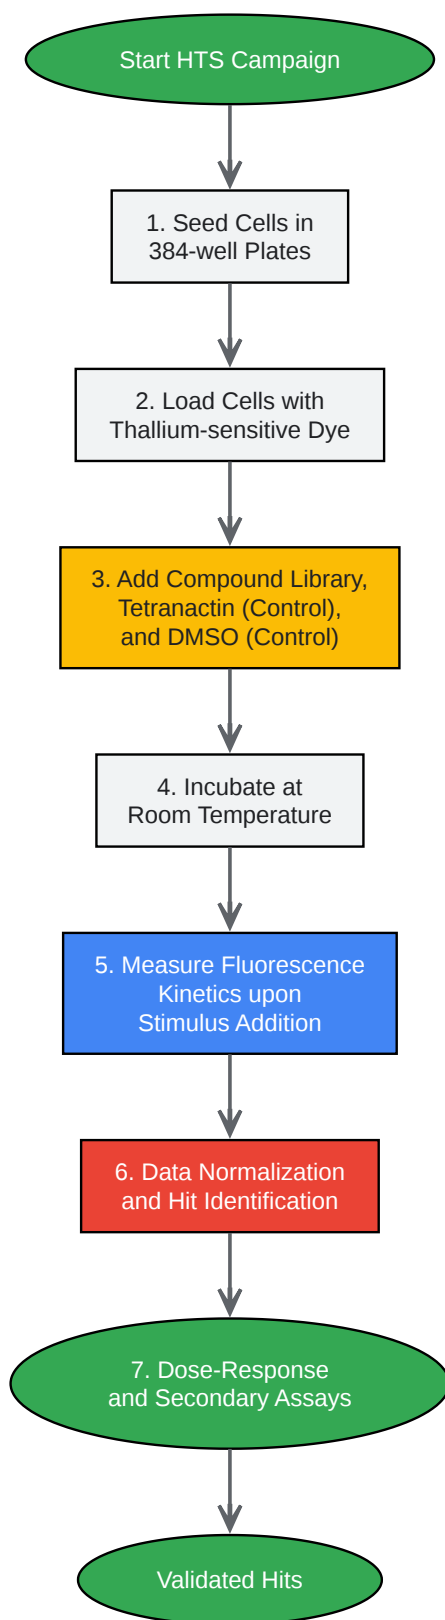 Start HTS Campaign
1. Seed Cells in
384-well Plates
2. Load Cells with
Thallium-sensitive Dye
3. Add Compound Library,
Tetranactin (Control),
and DMSO (Control)
4. Incubate at
Room Temperature
5. Measure Fluorescence
Kinetics upon
Stimulus Addition
6. Data Normalization
and Hit Identification
7. Dose-Response
and Secondary Assays
Validated Hits